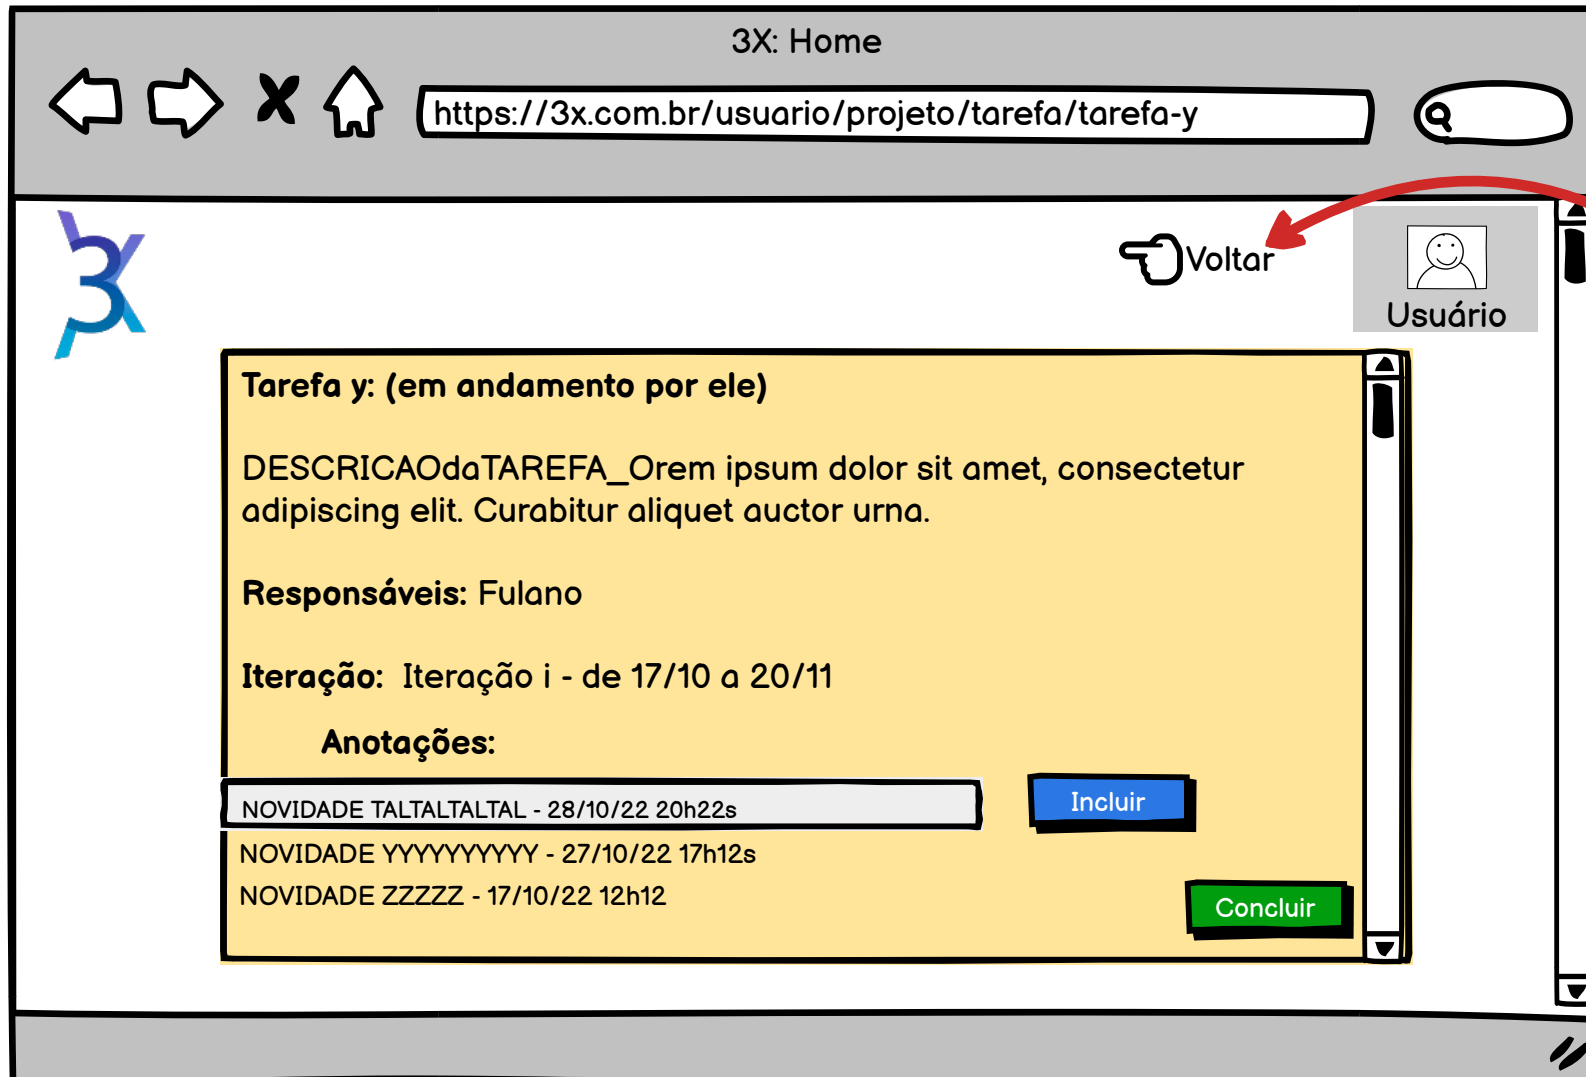 3X: Home
https://3x.com.br/usuario/projeto/tarefa/tarefa-y
3X
Voltar
Usuário
Tarefa y: (em andamento por ele)
DESCRICAOdaTAREFA_Orem ipsum dolor sit amet, consectetur
adipiscing elit. Curabitur aliquet auctor urna.
Responsáveis: Fulano
Iteração: Iteração i - de 17/10 a 20/11
Anotações:
NOVIDADE TALTALTALTAL - 28/10/22 20h22s
Incluir
NOVIDADE YYYYYYYYYY - 27/10/22 17h12s
NOVIDADE ZZZZZ - 17/10/22 12h12
Concluir